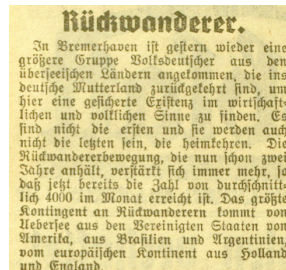 Rückwanderer.
In Bremerhaven ist gestern wieder eine
größere Gruppe Volksdeutscher aus den
überseeischen Ländern angekommen, die ins
deutsche Mutterland zurückgekehrt sind, um
hier eine gesicherte Existenz im wirtschaft-
lichen und volklichen Sinne zu finden. Es
sind nicht die ersten und sie werden auch
nicht die letzten sein, die heimkehren. Die
Rückwandererbewegung, die nun schon zwei
Jahre anhält, verstärkt sich immer mehr, so
daß jetzt bereits die Zahl von durchschnitt-
lich 4000 im Monat erreicht ist. Das größte
Kontingent an Rückwanderern kommt von
Uebersee aus den Vereinigten Staaten von
Amerika, aus Brasilien und Argentinien,
vom europäischen Kontinent aus Holland
und England.